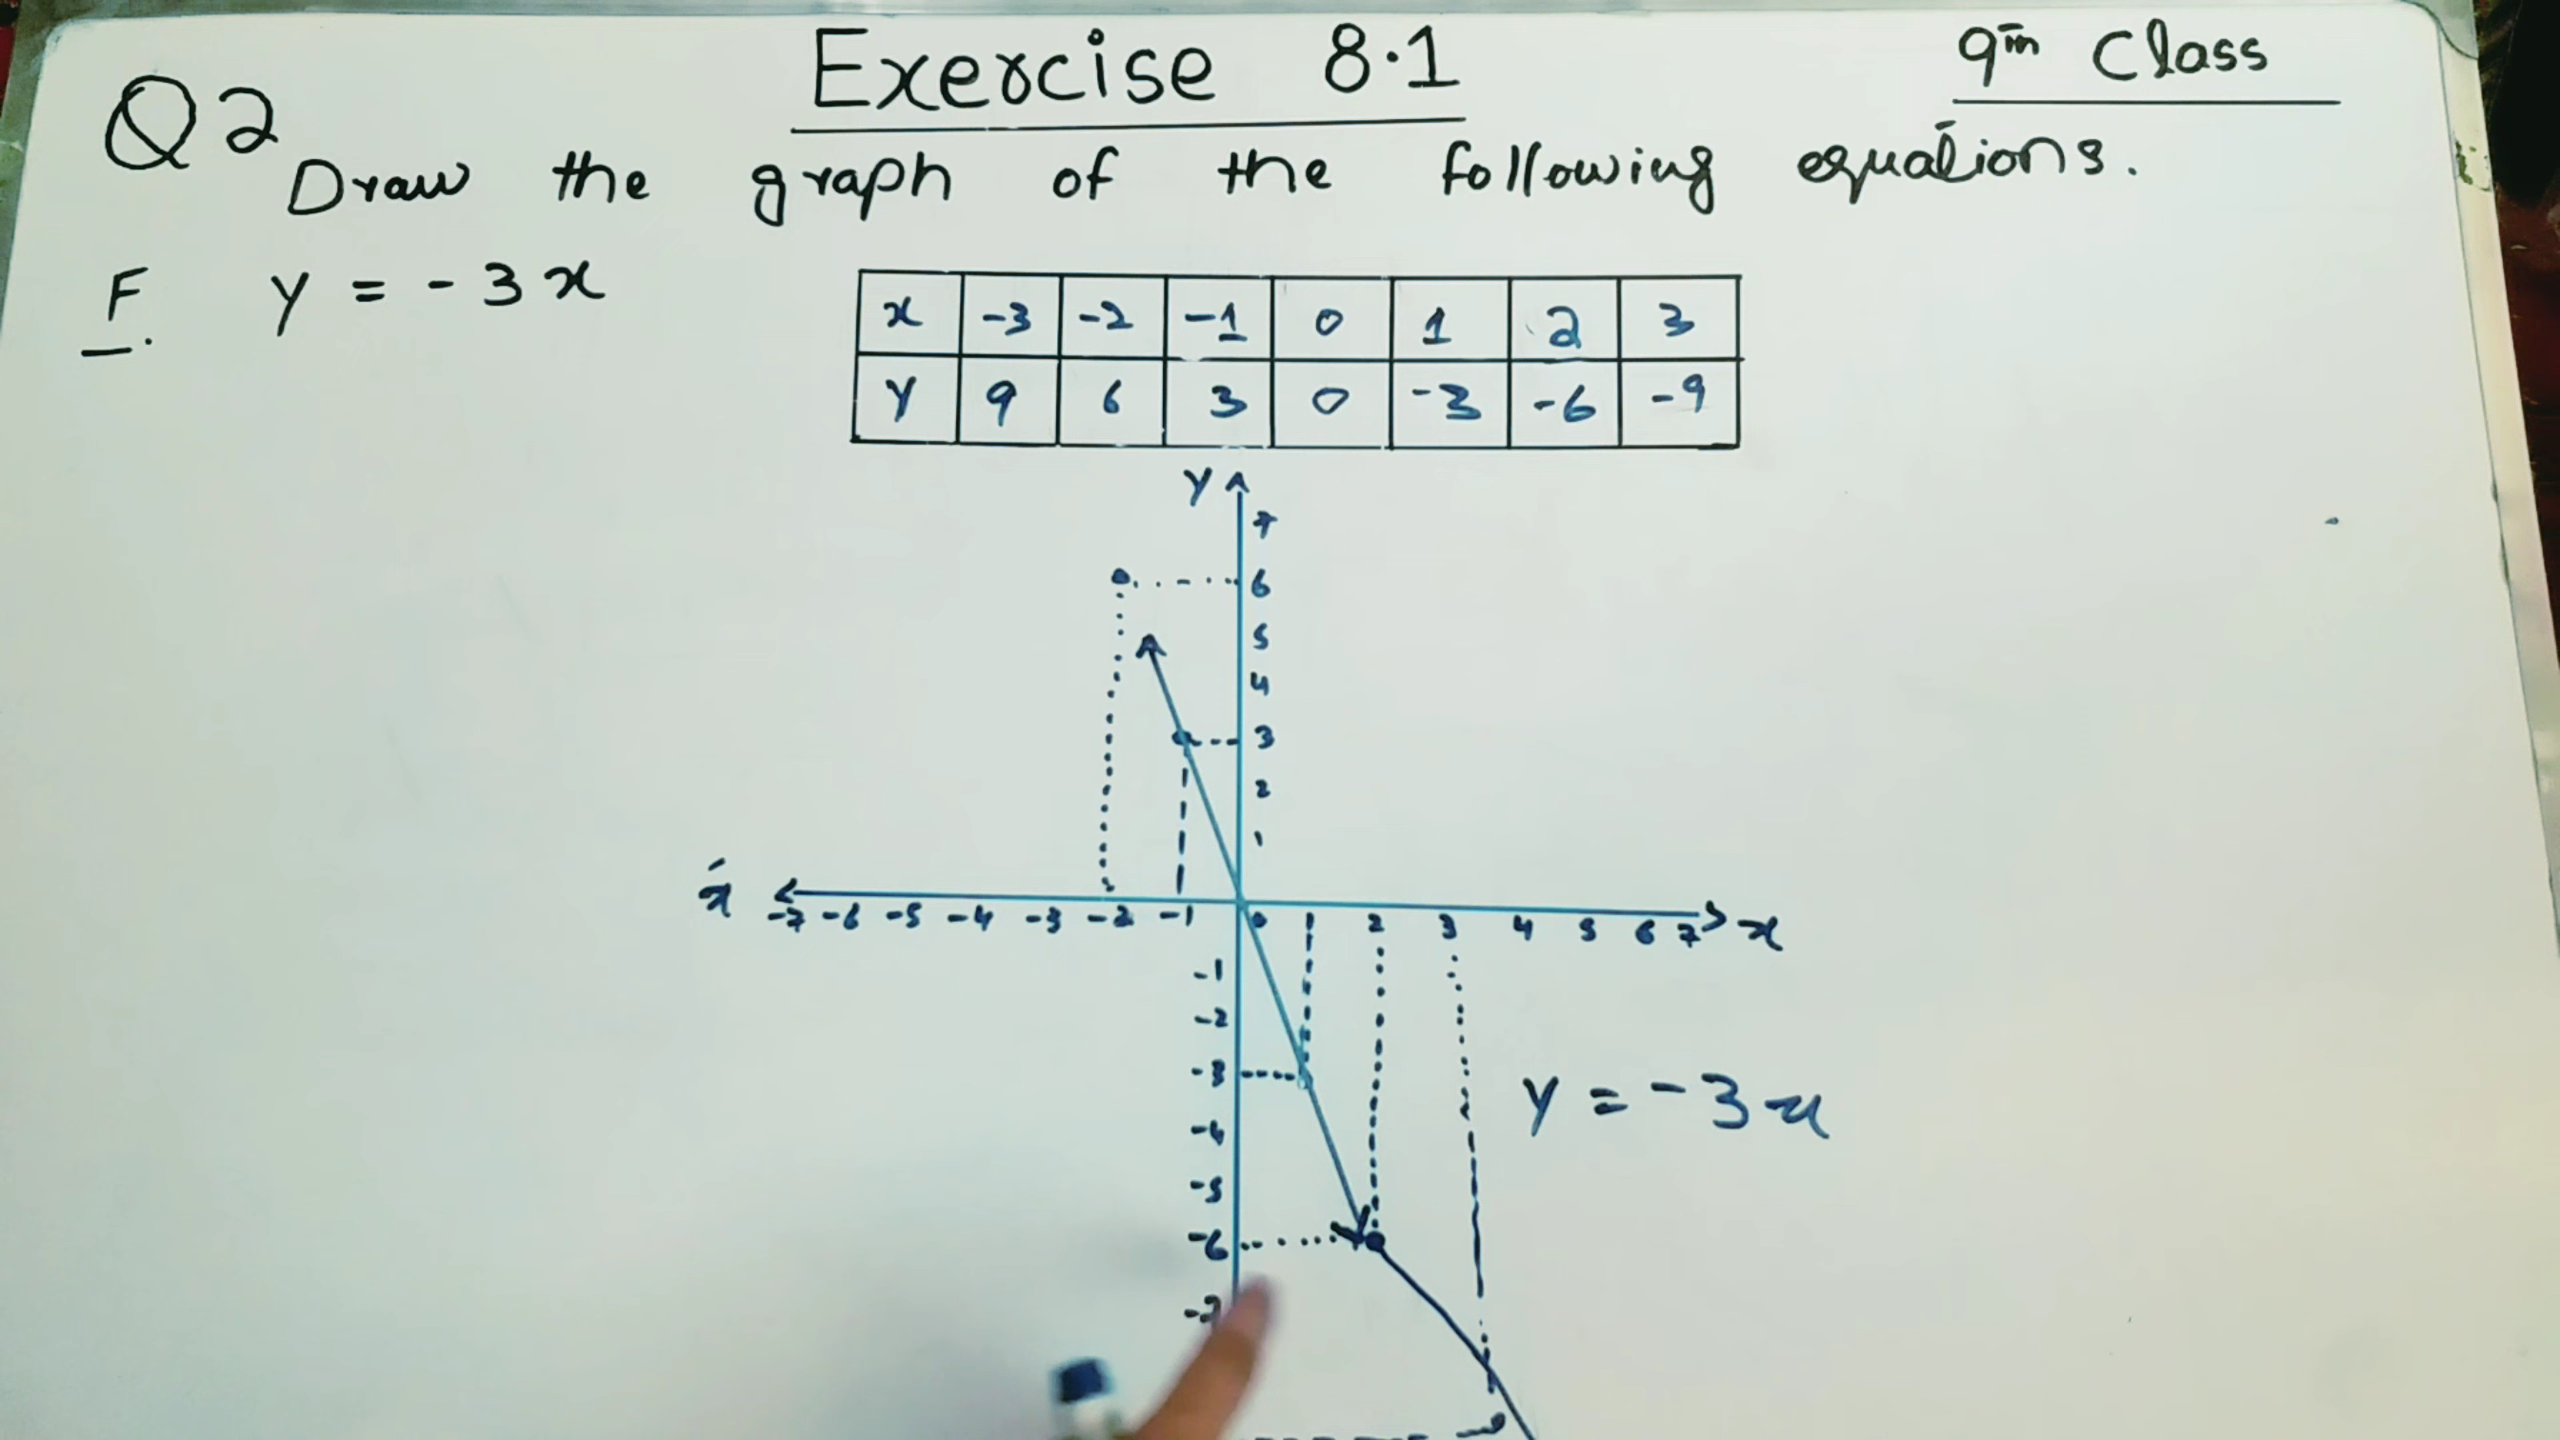 Exercise 8.1
9th Class
Q2
Draw the graph of the following equations.
F. y = -3x
x -3 -2 -1 0 1 2 3
y 9 6 3 0 -3 -6 -9
Y
7
6
5
4
3
2
1
x́ -7 -6 -5 -4 -3 -2 -1 0 1 2 3 4 5 6 7 x
-1
-2
-3
y = -3x
-4
-5
-6
-7